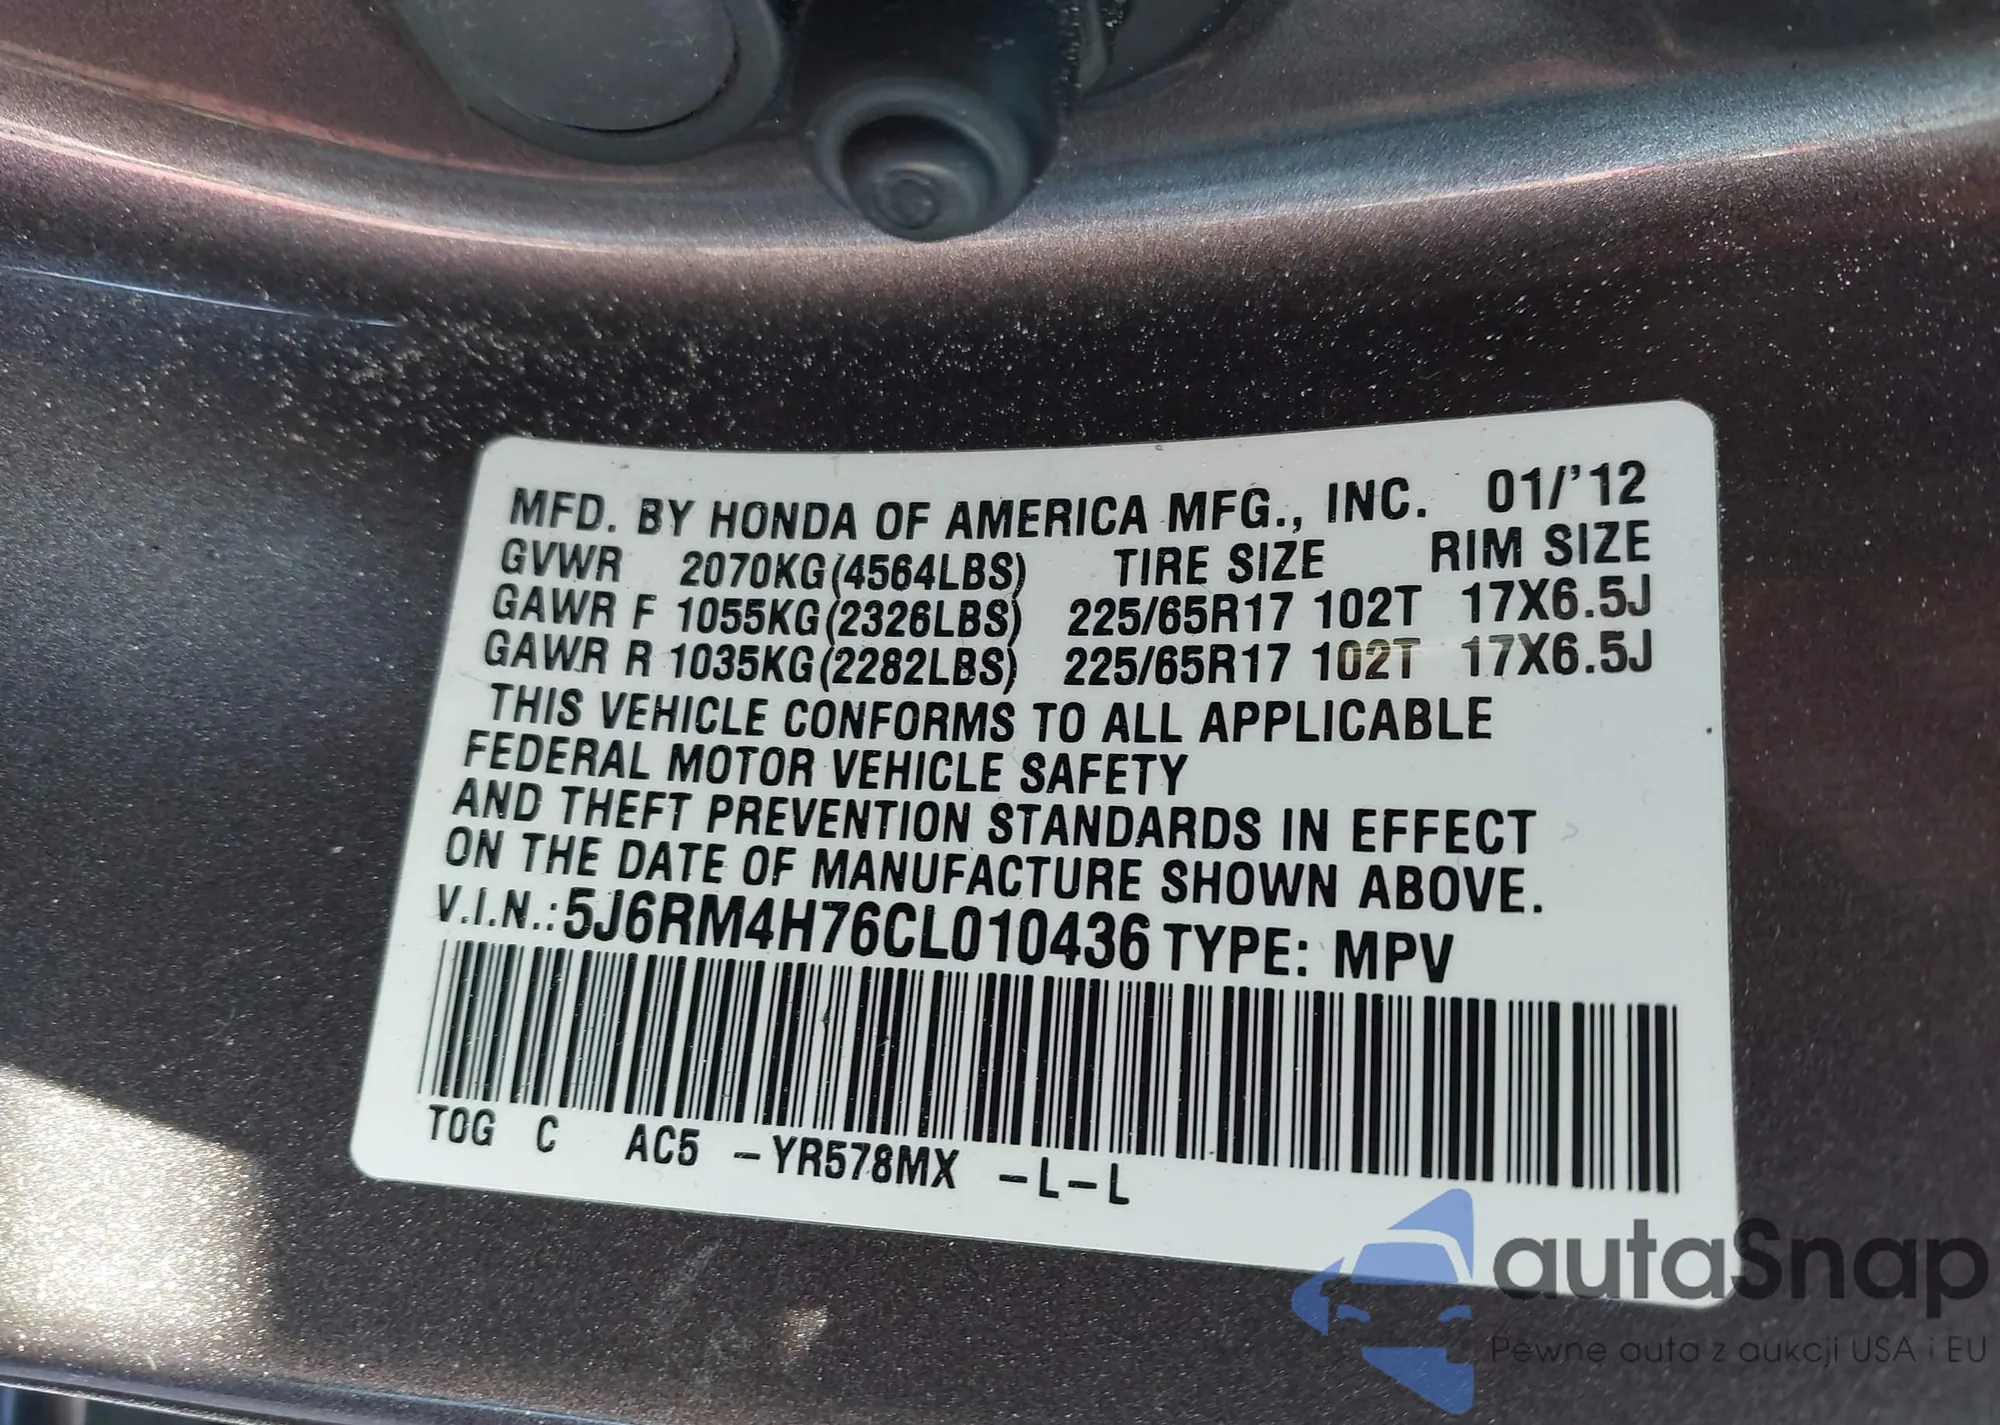 MFD. BY HONDA OF AMERICA MFG., INC. 01/'12
GVWR 2070KG(4564LBS) TIRE SIZE RIM SIZE
GAWR F 1055KG(2326LBS) 225/65R17 102T 17X6.5J
GAWR R 1035KG(2282LBS) 225/65R17 102T 17X6.5J
THIS VEHICLE CONFORMS TO ALL APPLICABLE
FEDERAL MOTOR VEHICLE SAFETY
AND THEFT PREVENTION STANDARDS IN EFFECT
ON THE DATE OF MANUFACTURE SHOWN ABOVE.
V.I.N.: 5J6RM4H76CL010436 TYPE: MPV
TOG C AC5 -YR578MX -L-L
autaSnap
Pewne auta z aukcji USA i EU